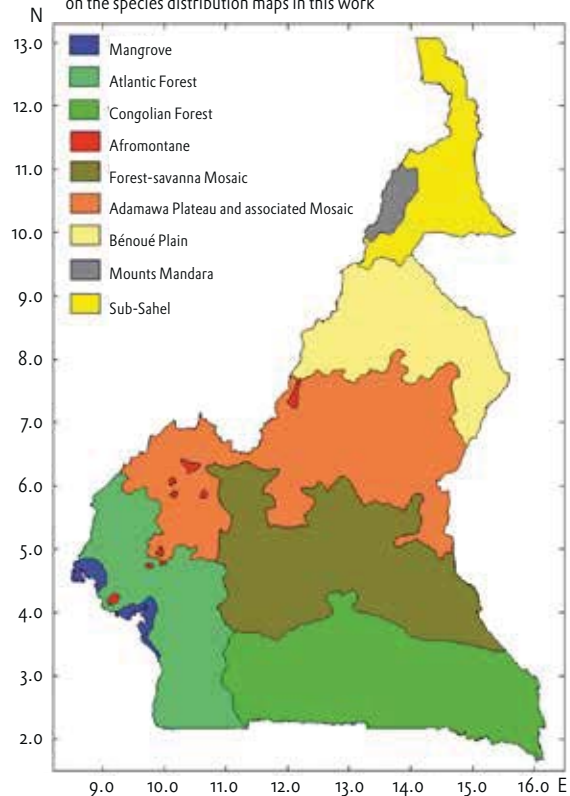 on the species distribution maps in this work
N
13.0
12.0
11.0
10.0
9.0
8.0
7.0
6.0
5.0
4.0
3.0
2.0
Mangrove
Atlantic Forest
Congolian Forest
Afromontane
Forest-savanna Mosaic
Adamawa Plateau and associated Mosaic
Bénoué Plain
Mounts Mandara
Sub-Sahel
9.0 10.0 11.0 12.0 13.0 14.0 15.0 16.0 E